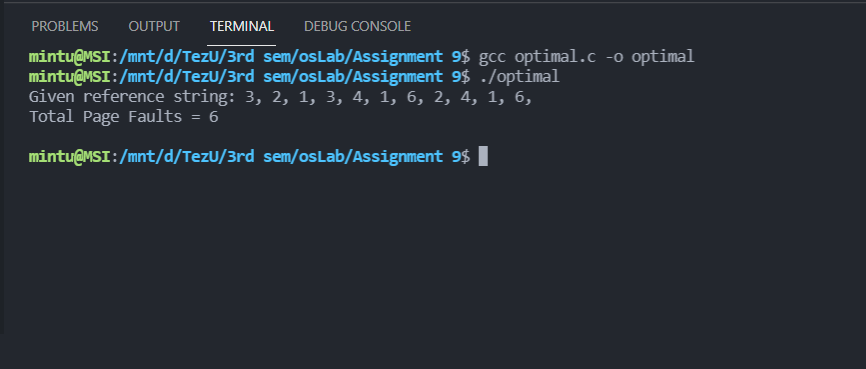 PROBLEMS OUTPUT TERMINAL DEBUG CONSOLE
mintu@MSI:/mnt/d/TezU/3rd sem/osLab/Assignment 9$ gcc optimal.c -o optimal
mintu@MSI:/mnt/d/TezU/3rd sem/osLab/Assignment 9$ ./optimal
Given reference string: 3, 2, 1, 3, 4, 1, 6, 2, 4, 1, 6,
Total Page Faults = 6
mintu@MSI:/mnt/d/TezU/3rd sem/osLab/Assignment 9$